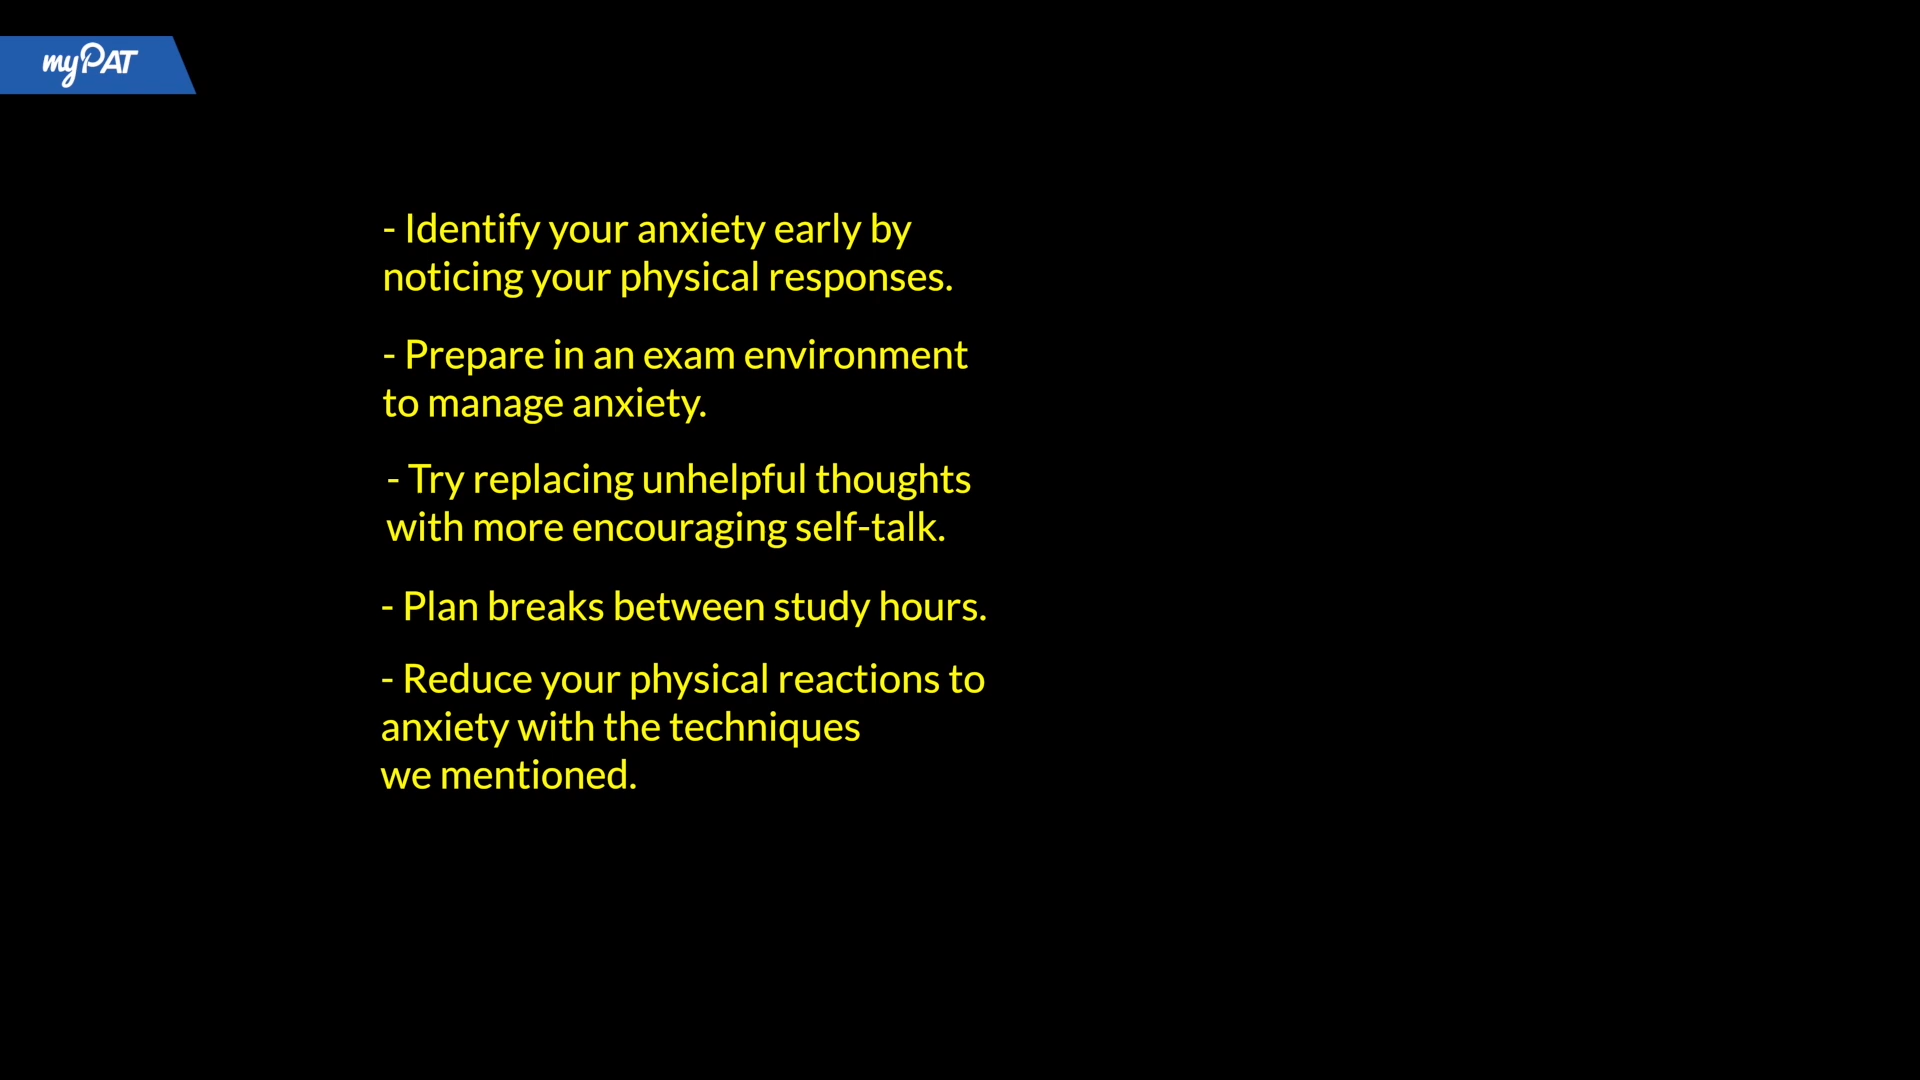 myPAT
- Identify your anxiety early by
noticing your physical responses.
- Prepare in an exam environment
to manage anxiety.
- Try replacing unhelpful thoughts
with more encouraging self-talk.
- Plan breaks between study hours.
- Reduce your physical reactions to
anxiety with the techniques
we mentioned.